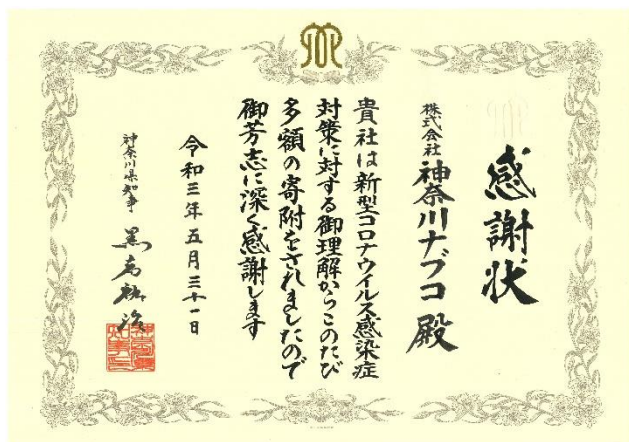 感謝状
株式会社 神奈川ナブコ 殿
貴社は新型コロナウイルス感染症
対策に対する御理解からこのたび
多額の寄附をされましたので
御芳志に深く感謝します
令和三年五月三十一日
神奈川県知事 黒岩祐治